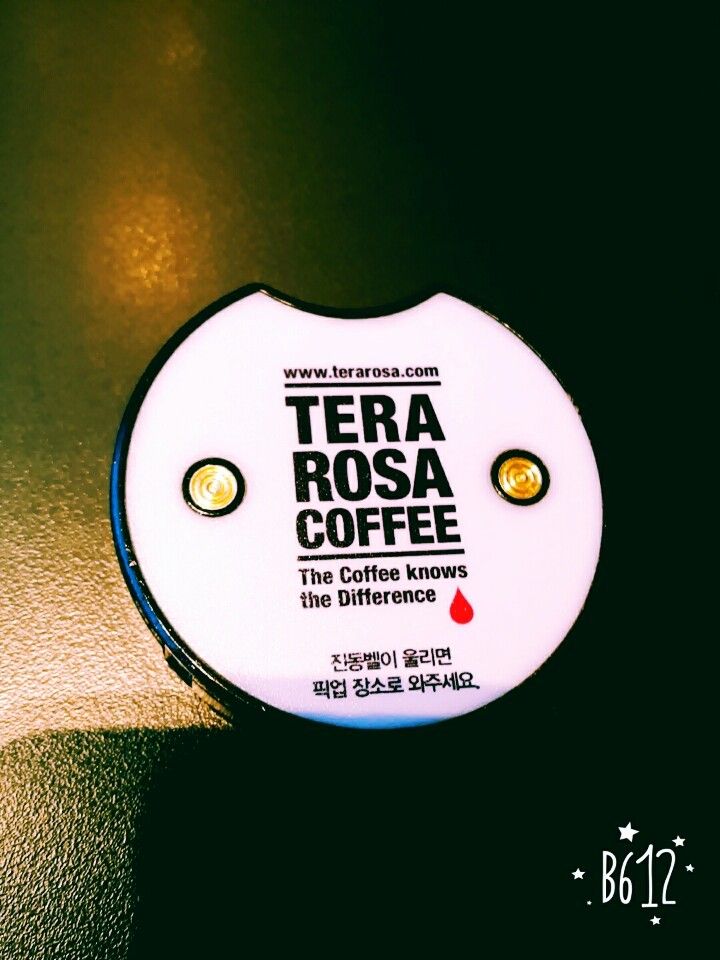 www.terarosa.com
TERA
ROSA
COFFEE
The Coffee knows
the Difference
진동벨이 울리면
픽업 장소로 와주세요.
B612